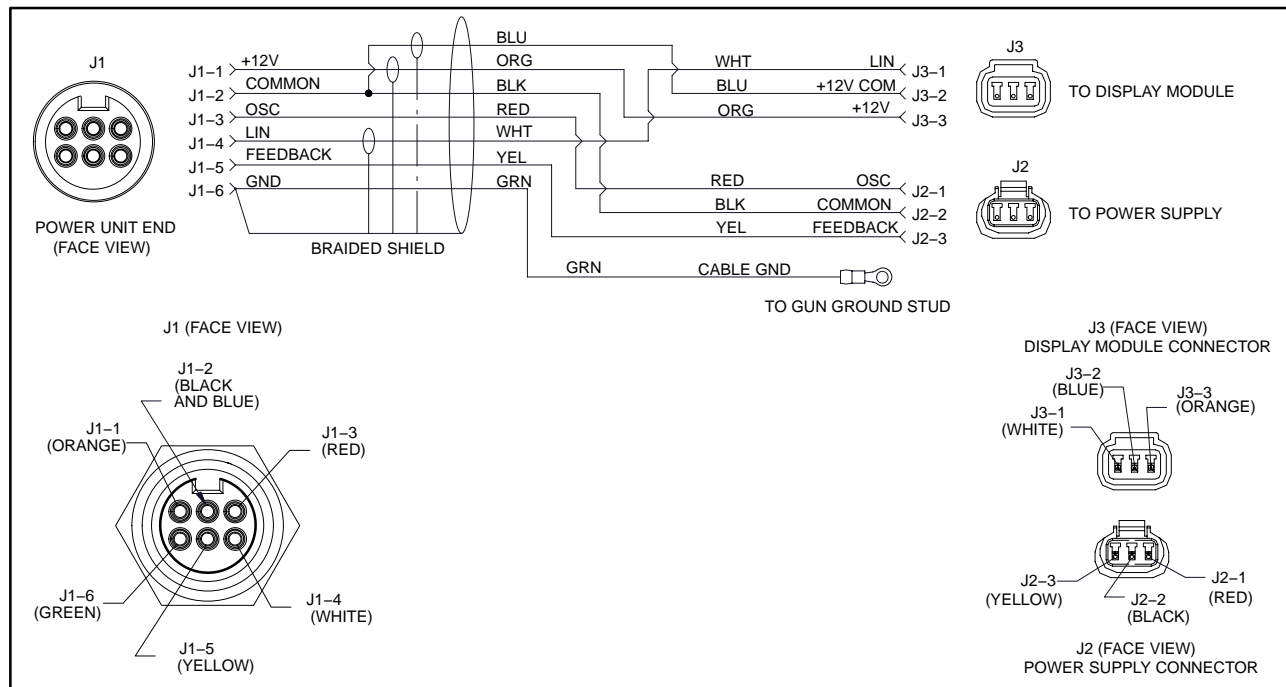 J1
POWER UNIT END
(FACE VIEW)
J1–1 +12V ORG
J1–2 COMMON BLK
J1–3 OSC RED
J1–4 LIN WHT
J1–5 FEEDBACK YEL
J1–6 GND GRN
BLU
BRAIDED SHIELD
WHT LIN J3–1
BLU +12V COM J3–2
ORG +12V J3–3
J3
TO DISPLAY MODULE
RED OSC J2–1
BLK COMMON J2–2
YEL FEEDBACK J2–3
J2
TO POWER SUPPLY
GRN CABLE GND
TO GUN GROUND STUD
J1 (FACE VIEW)
J1–2
(BLACK
AND BLUE)
J1–1
(ORANGE)
J1–3
(RED)
J1–6
(GREEN)
J1–4
(WHITE)
J1–5
(YELLOW)
J3 (FACE VIEW)
DISPLAY MODULE CONNECTOR
J3–2
(BLUE)
J3–3
(ORANGE)
J3–1
(WHITE)
J2–3
(YELLOW)
J2–1
(RED)
J2–2
(BLACK)
J2 (FACE VIEW)
POWER SUPPLY CONNECTOR